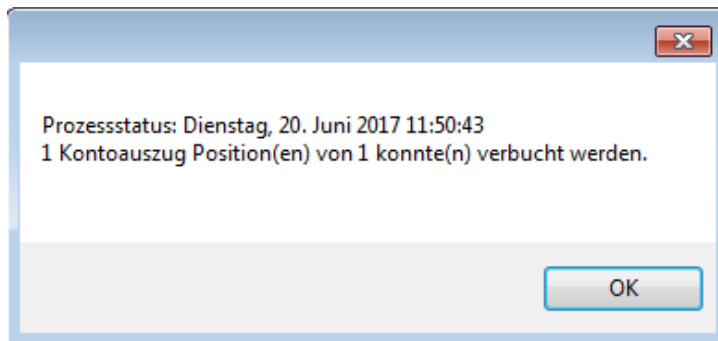 Prozessstatus: Dienstag, 20. Juni 2017 11:50:43
1 Kontoauszug Position(en) von 1 konnte(n) verbucht werden.
OK